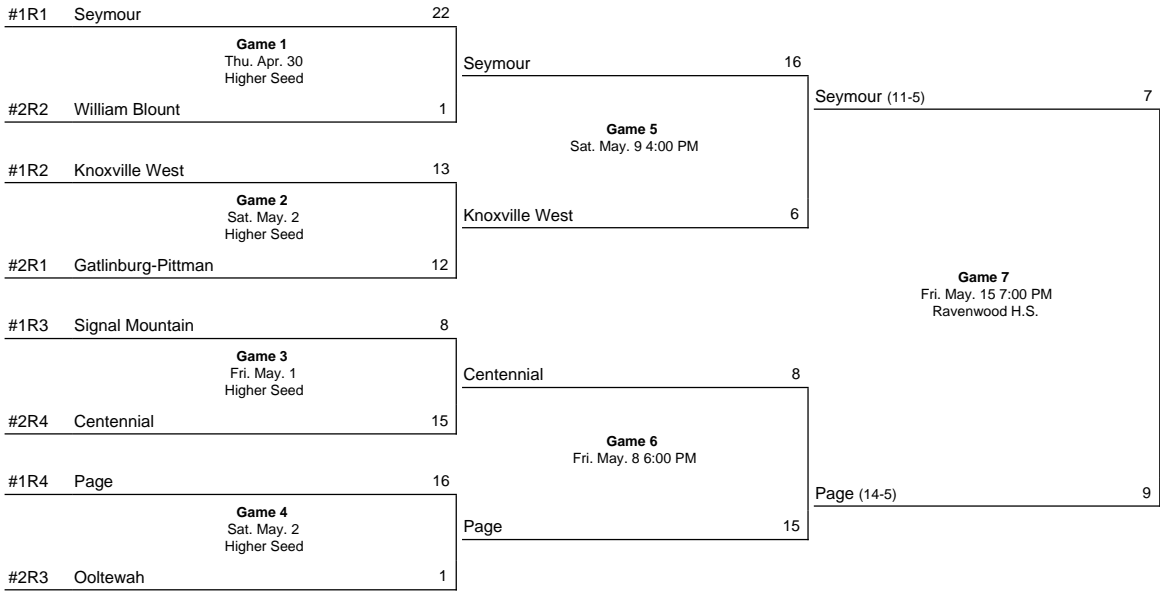 #1R1 Seymour 22
Game 1
Thu. Apr. 30
Higher Seed
#2R2 William Blount 1
#1R2 Knoxville West 13
Game 2
Sat. May. 2
Higher Seed
#2R1 Gatlinburg-Pittman 12
#1R3 Signal Mountain 8
Game 3
Fri. May. 1
Higher Seed
#2R4 Centennial 15
#1R4 Page 16
Game 4
Sat. May. 2
Higher Seed
#2R3 Ooltewah 1
Seymour 16
Game 5
Sat. May. 9 4:00 PM
Knoxville West 6
Centennial 8
Game 6
Fri. May. 8 6:00 PM
Page 15
Seymour (11-5) 7
Game 7
Fri. May. 15 7:00 PM
Ravenwood H.S.
Page (14-5) 9